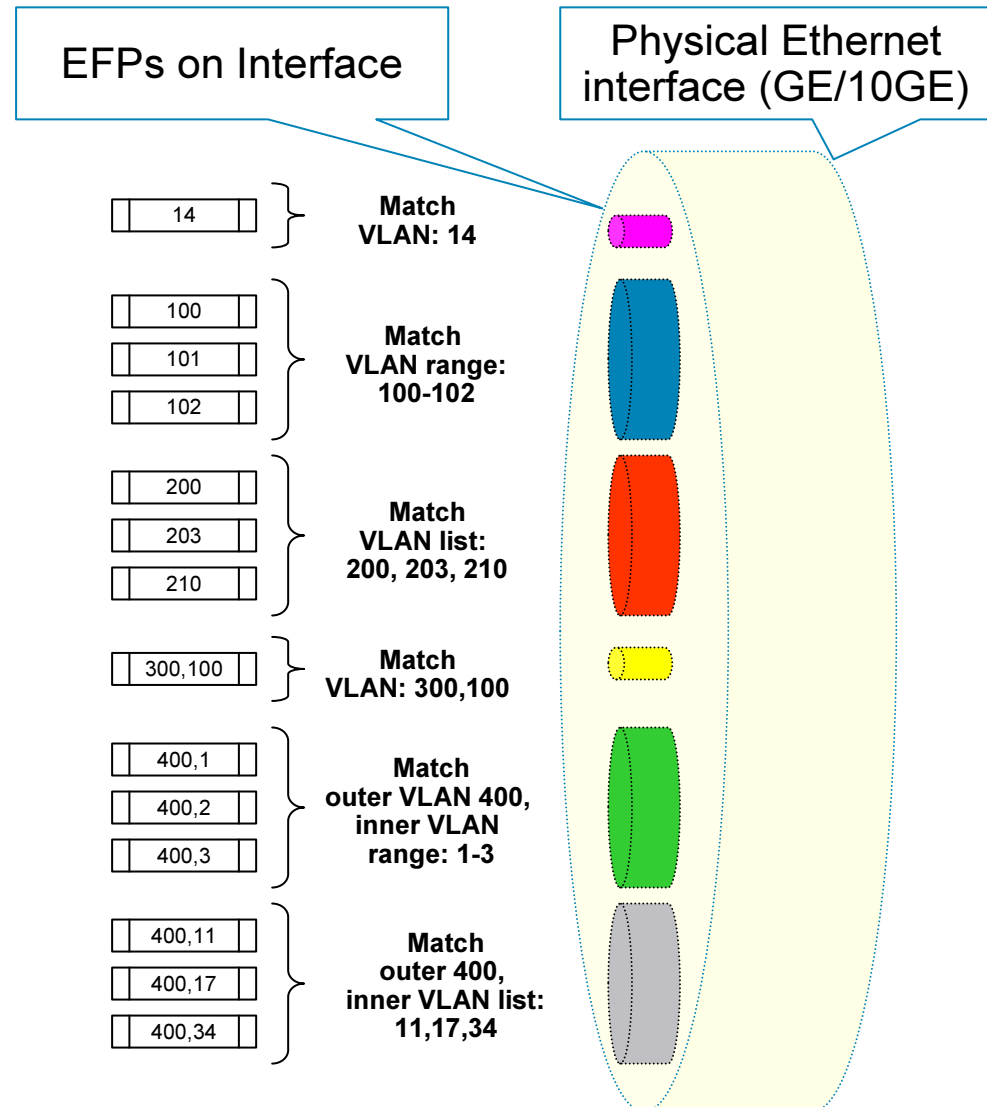 EFPs on Interface
Physical Ethernet
interface (GE/10GE)
14
Match
VLAN: 14
100
101
102
Match
VLAN range:
100-102
200
203
210
Match
VLAN list:
200, 203, 210
300,100
Match
VLAN: 300,100
400,1
400,2
400,3
Match
outer VLAN 400,
inner VLAN
range: 1-3
400,11
400,17
400,34
Match
outer 400,
inner VLAN list:
11,17,34